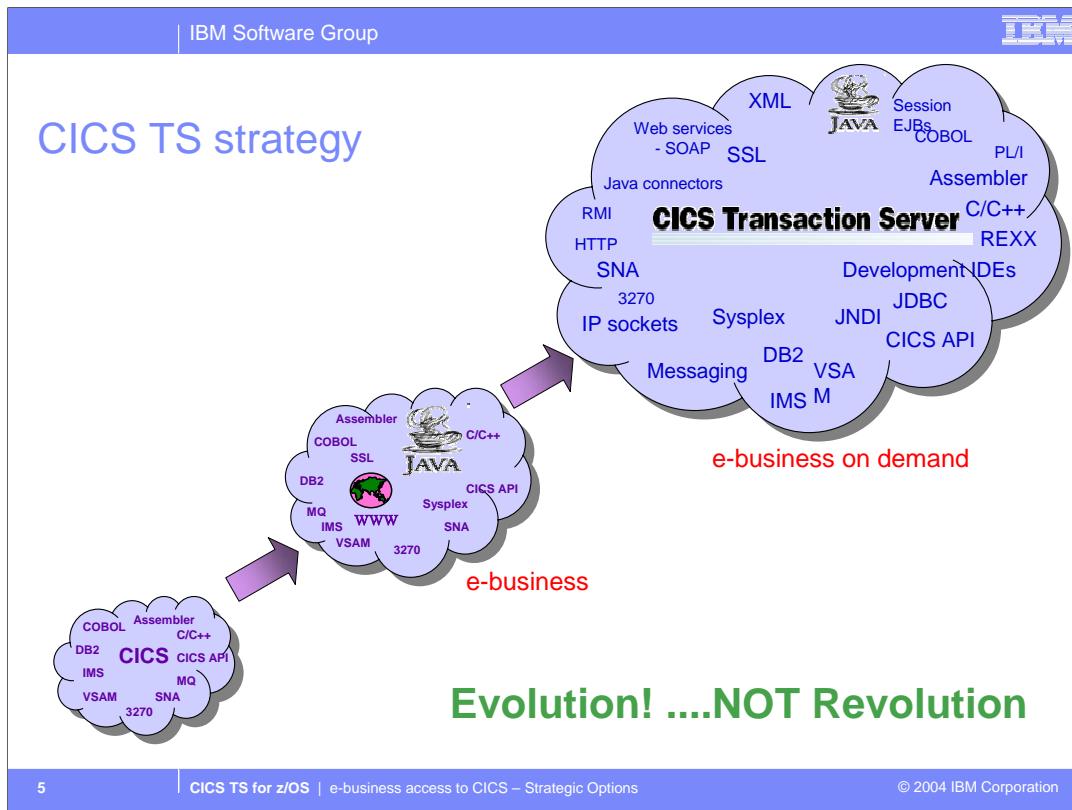 IBM Software Group
IBM
CICS TS strategy
XML
JAVA
Session
EJBs
COBOL
Web services
- SOAP
SSL
PL/I
Assembler
Java connectors
RMI
CICS Transaction Server
C/C++
REXX
HTTP
SNA
Development IDEs
3270
JDBC
IP sockets
Sysplex
JNDI
CICS API
DB2
Messaging
VSA
M
IMS
e-business on demand
Assembler
COBOL
C/C++
SSL
JAVA
DB2
CICS API
MQ
WWW
Sysplex
IMS
SNA
VSAM
3270
e-business
COBOL
Assembler
C/C++
DB2
CICS
CICS API
IMS
MQ
VSAM
SNA
3270
Evolution! ....NOT Revolution
5
CICS TS for z/OS | e-business access to CICS – Strategic Options
© 2004 IBM Corporation